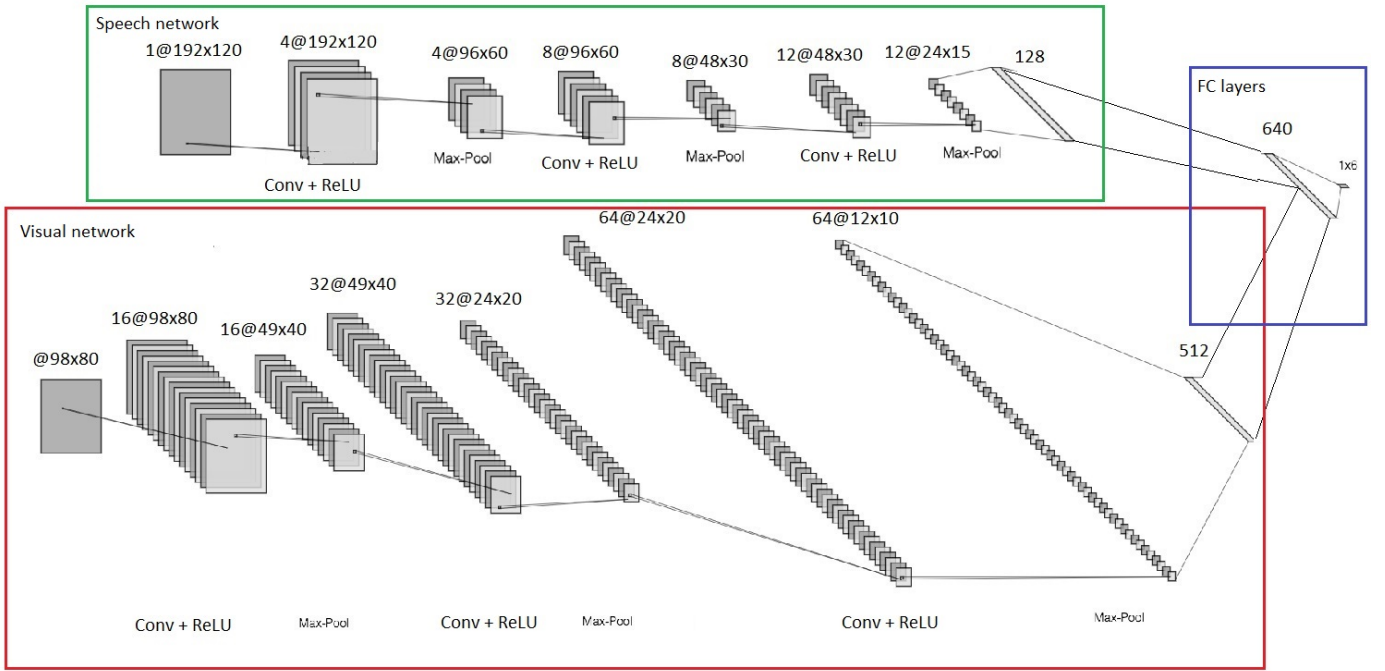 Speech network
1@192x120
4@192x120
4@96x60
8@96x60
8@48x30
12@48x30
12@24x15
128
Conv + ReLU
Max-Pool
Conv + ReLU
Max-Pool
Conv + ReLU
Max-Pool
FC layers
640
1x6
Visual network
@98x80
16@98x80
16@49x40
32@49x40
32@24x20
64@24x20
64@12x10
512
Conv + ReLU
Max-Pool
Conv + ReLU
Max-Pool
Conv + ReLU
Max-Pool